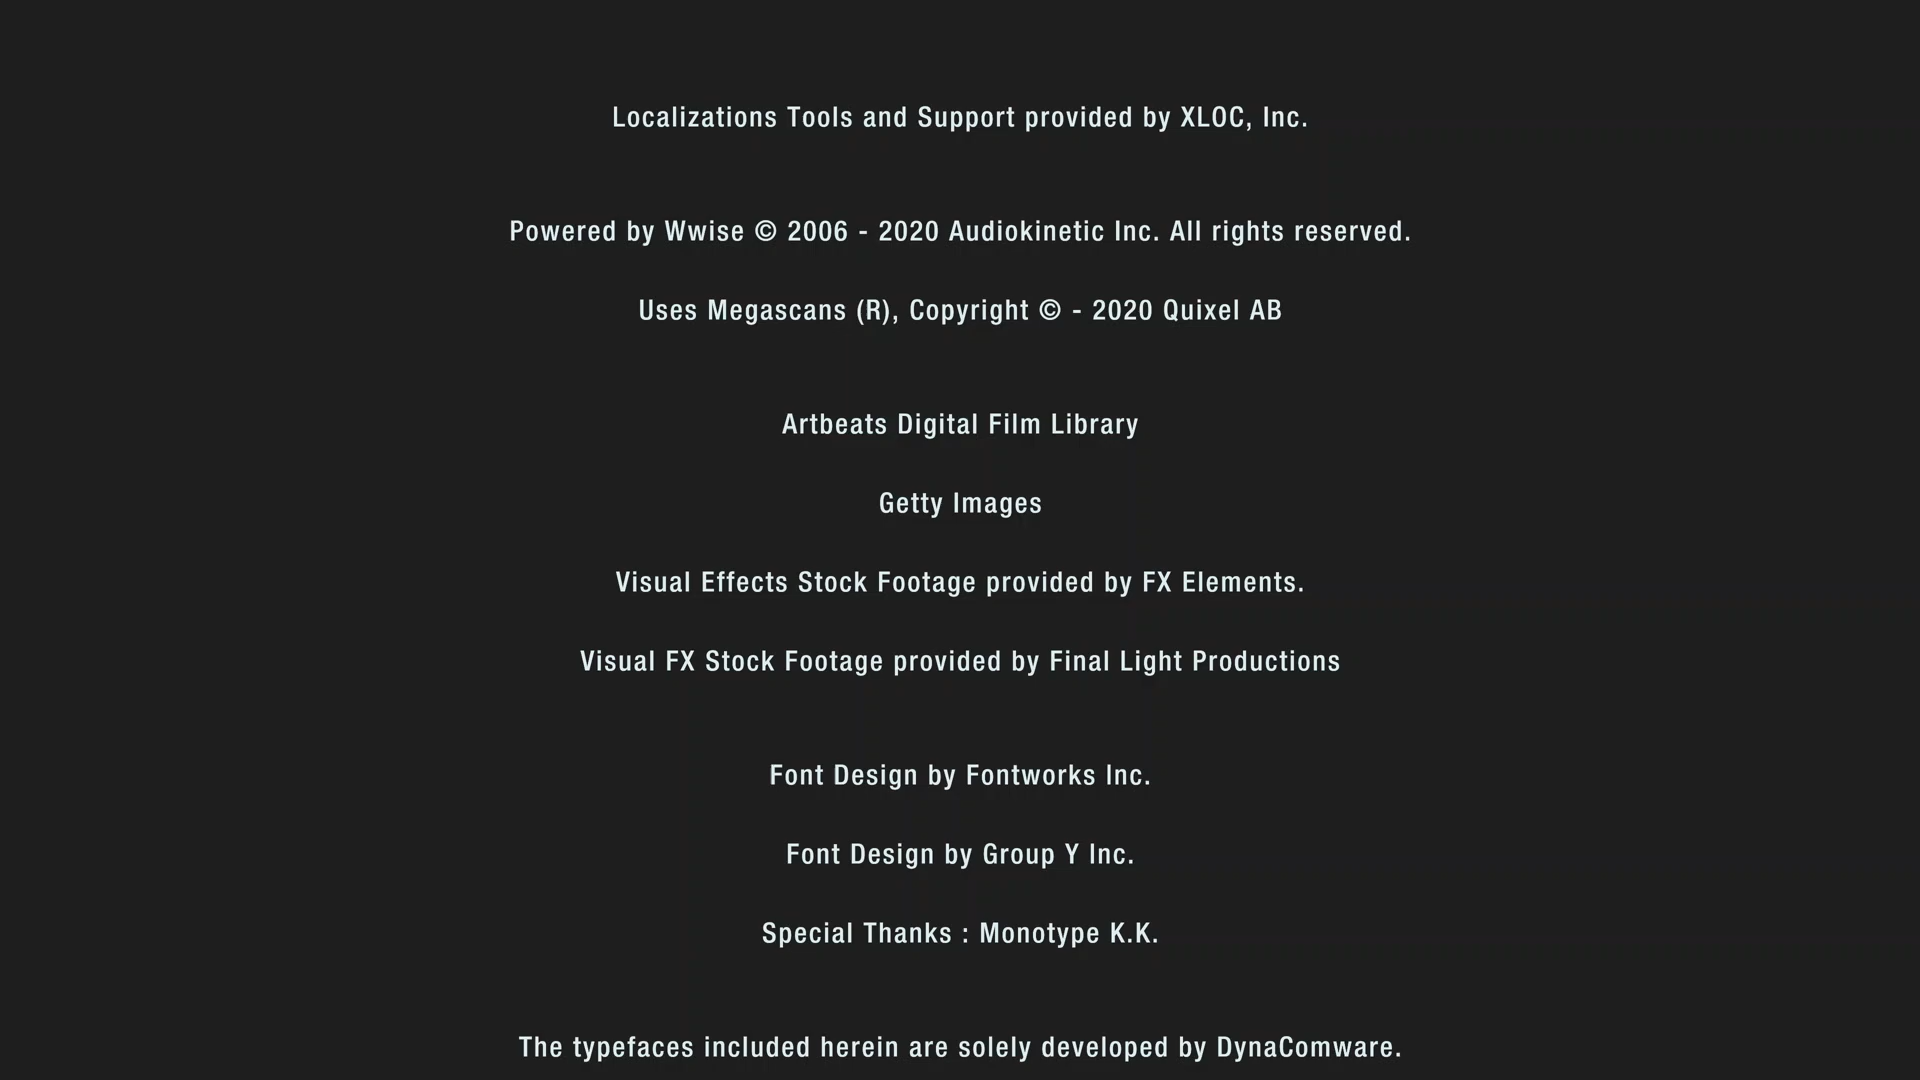 Localizations Tools and Support provided by XLOC, Inc.
Powered by Wwise © 2006 - 2020 Audiokinetic Inc. All rights reserved.
Uses Megascans (R), Copyright © - 2020 Quixel AB
Artbeats Digital Film Library
Getty Images
Visual Effects Stock Footage provided by FX Elements.
Visual FX Stock Footage provided by Final Light Productions
Font Design by Fontworks Inc.
Font Design by Group Y Inc.
Special Thanks : Monotype K.K.
The typefaces included herein are solely developed by DynaComware.